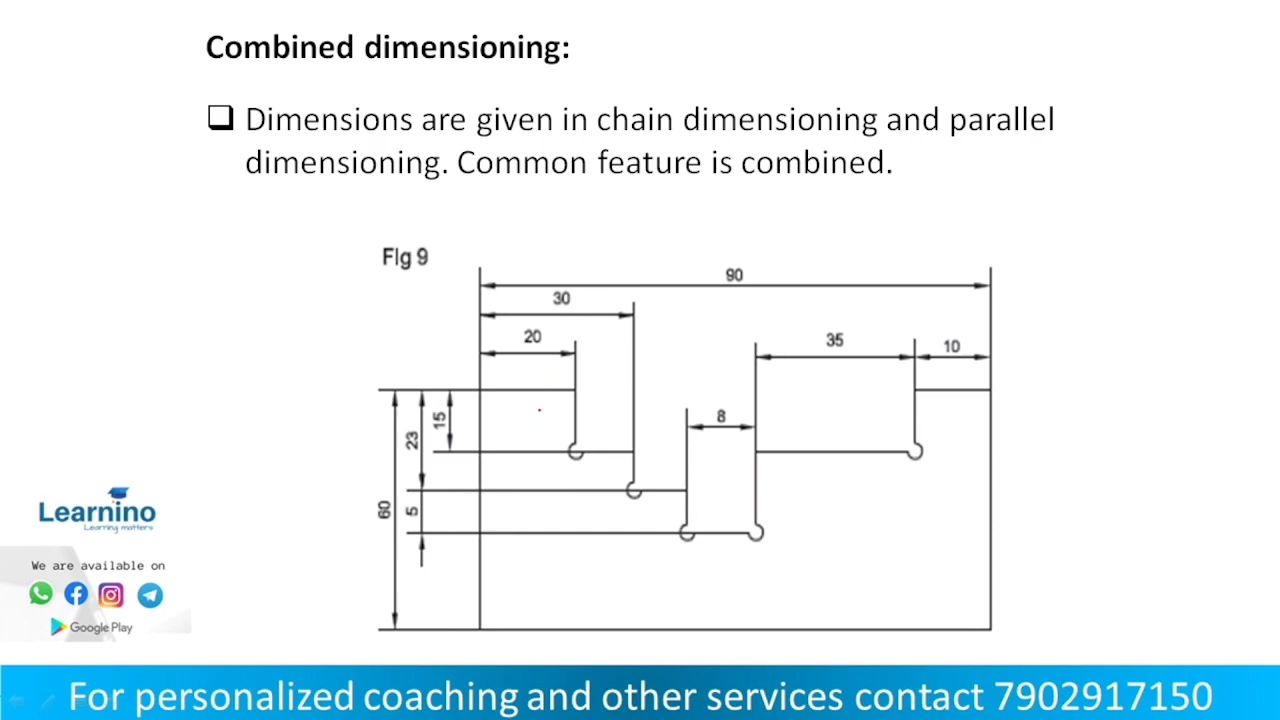 Combined dimensioning:
❑ Dimensions are given in chain dimensioning and parallel
dimensioning. Common feature is combined.
FIg 9
90
30
20
35
10
8
15
23
60
5
Learnino
Learning matters
We are available on
Google Play
For personalized coaching and other services contact 7902917150